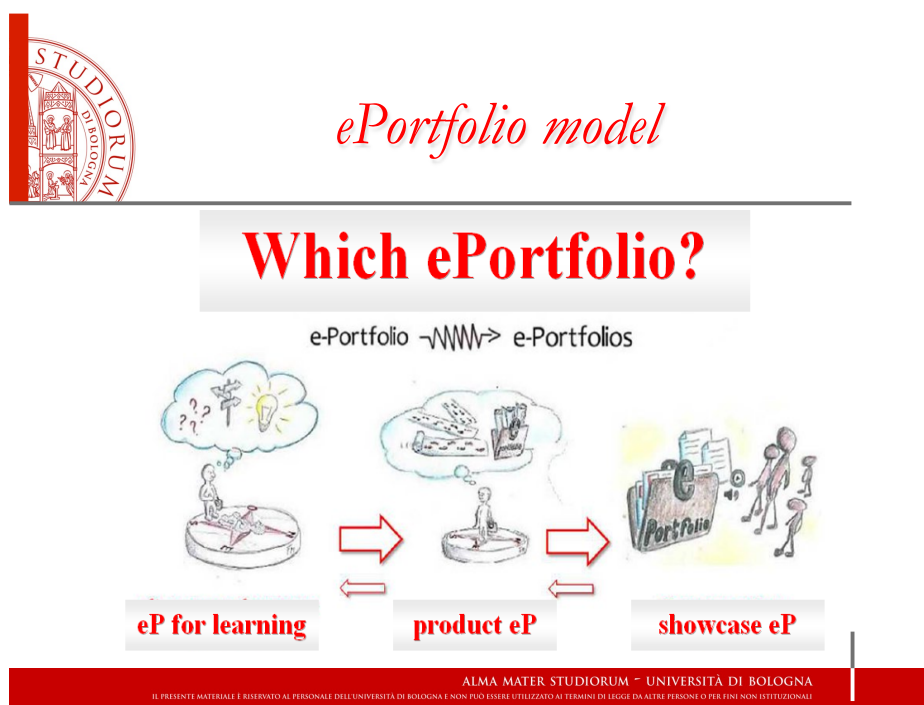 STUDIORUM
DI BOLOGNA
ePortfolio model
Which ePortfolio?
e-Portfolio e-Portfolios
? ? ? ?
e
e
Portfolio
eP for learning
product eP
showcase eP
ALMA MATER STUDIORUM ~ UNIVERSITÀ DI BOLOGNA
IL PRESENTE MATERIALE È RISERVATO AL PERSONALE DELL'UNIVERSITÀ DI BOLOGNA E NON PUÒ ESSERE UTILIZZATO AI TERMINI DI LEGGE DA ALTRE PERSONE O PER FINI NON ISTITUZIONALI